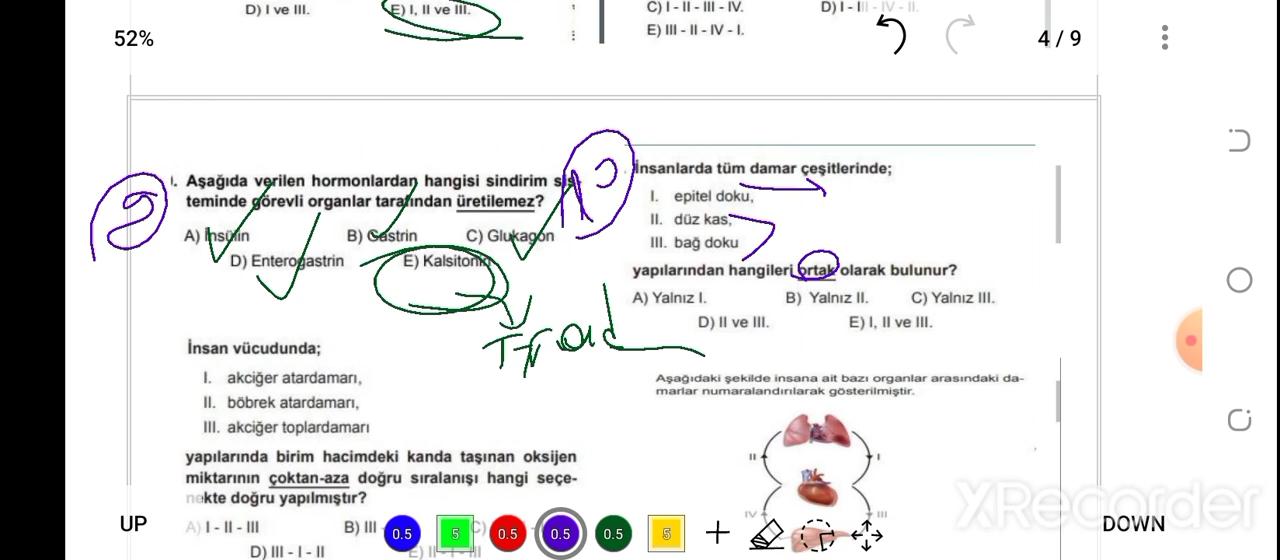 D) I ve III.
E) I, II ve III.
C) I - II - III - IV.
D) I - III - IV - II.
E) III - II - IV - I.
52%
4 / 9
Aşağıda verilen hormonlardan hangisi sindirim sis-
teminde görevli organlar tarafından üretilemez?
A) İnsülin
B) Gastrin
C) Glukagon
D) Enterogastrin
E) Kalsitonin
İnsan vücudunda;
I. akciğer atardamarı,
II. böbrek atardamarı,
III. akciğer toplardamarı
yapılarında birim hacimdeki kanda taşınan oksijen
miktarının çoktan-aza doğru sıralanışı hangi seçe-
nekte doğru yapılmıştır?
A) I - II - III
B) III
C)
D) III - I - II
E) II - I - III
İnsanlarda tüm damar çeşitlerinde;
I. epitel doku,
II. düz kas,
III. bağ doku
yapılarından hangileri ortak olarak bulunur?
A) Yalnız I.
B) Yalnız II.
C) Yalnız III.
D) II ve III.
E) I, II ve III.
Aşağıdaki şekilde insana ait bazı organlar arasındaki da-
marlar numaralandırılarak gösterilmiştir.
II
I
IV
III
UP
0.5
5
0.5
0.5
0.5
5
DOWN
XRecorder